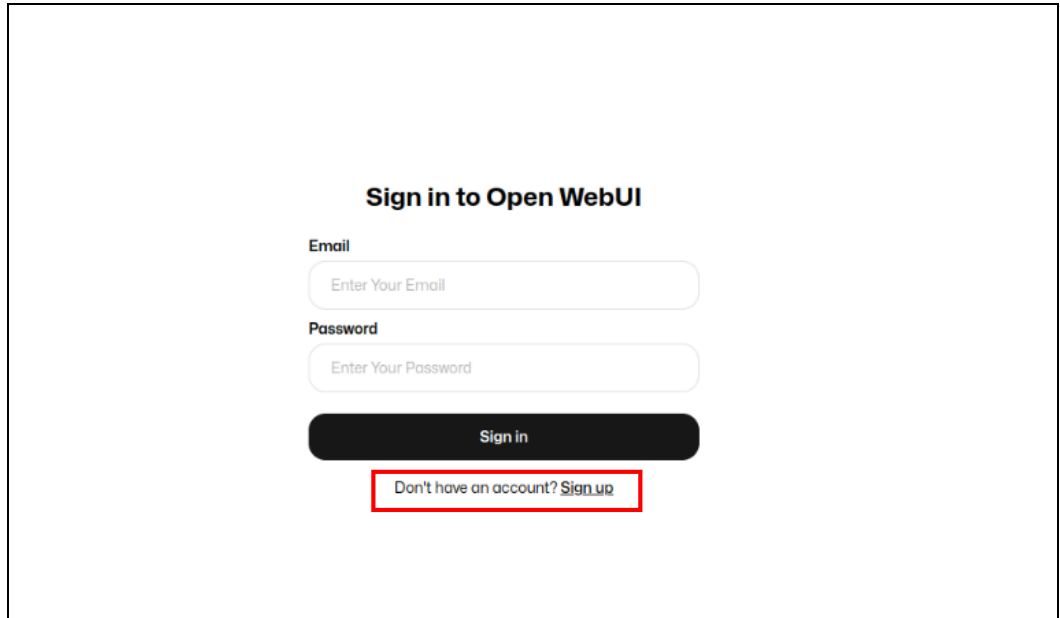 Sign in to Open WebUI
Email
Enter Your Email
Password
Enter Your Password
Sign in
Don't have an account? Sign up